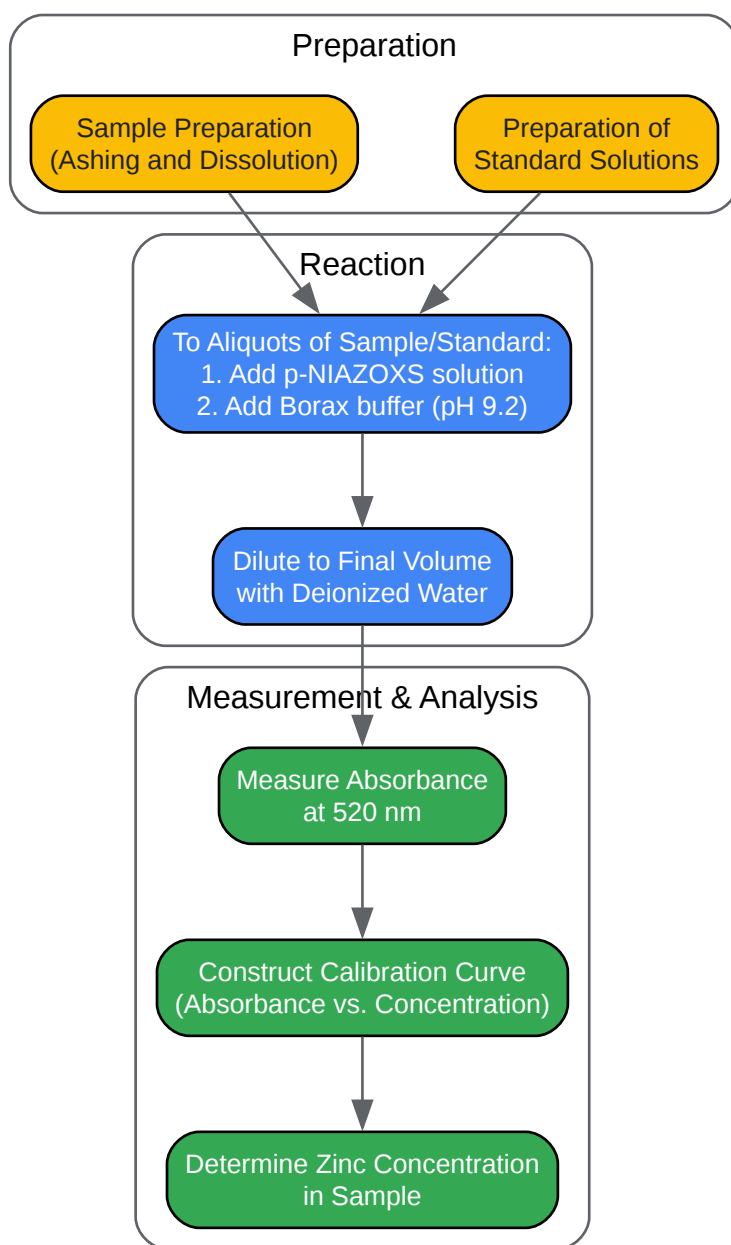 Preparation
Sample Preparation
(Ashing and Dissolution)
Preparation of
Standard Solutions
Reaction
To Aliquots of Sample/Standard:
1. Add p-NIAZOXS solution
2. Add Borax buffer (pH 9.2)
Dilute to Final Volume
with Deionized Water
Measurement & Analysis
Measure Absorbance
at 520 nm
Construct Calibration Curve
(Absorbance vs. Concentration)
Determine Zinc Concentration
in Sample